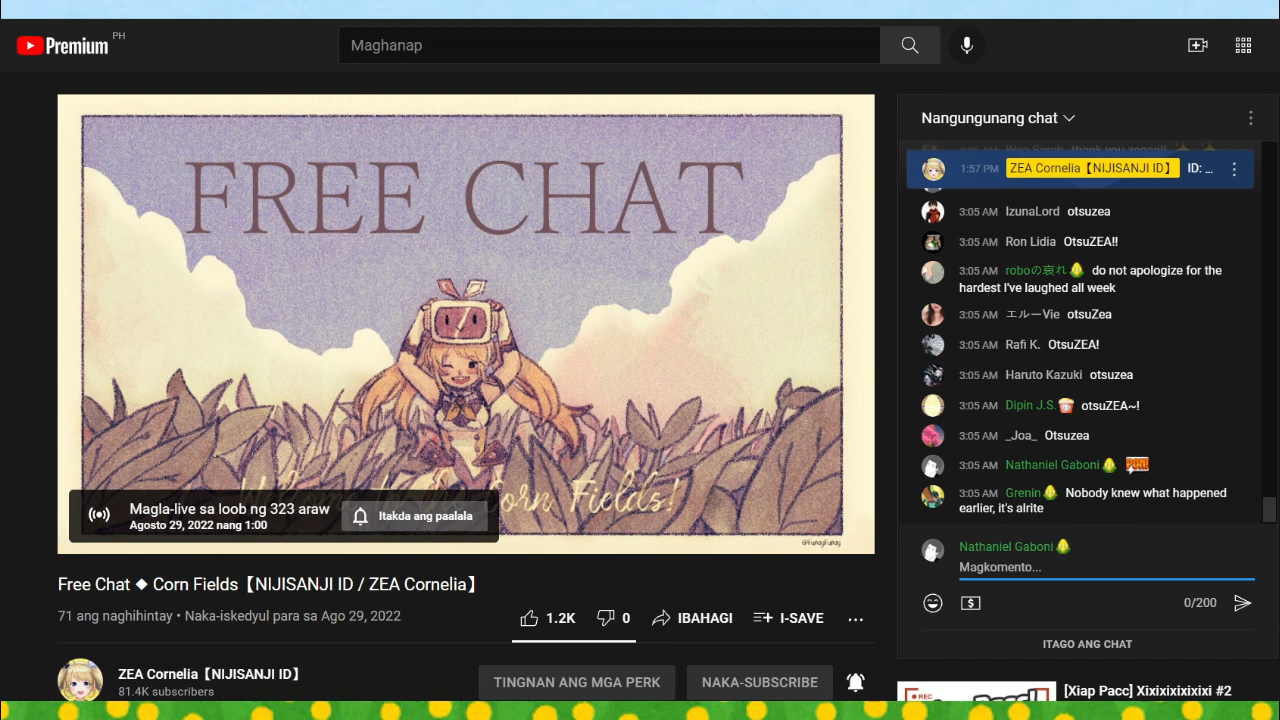 Premium PH
Maghanap
FREE CHAT
Corn Fields!
@FumayFumay
Magla-live sa loob ng 323 araw
Agosto 29, 2022 nang 1:00
Itakda ang paalala
Free Chat ◆ Corn Fields【NIJISANJI ID / ZEA Cornelia】
71 ang naghihintay • Naka-iskedyul para sa Ago 29, 2022
1.2K
0
IBAHAGI
I-SAVE
ZEA Cornelia【NIJISANJI ID】
81.4K subscribers
TINGNAN ANG MGA PERK
NAKA-SUBSCRIBE
Nangungunang chat
1:57 PM ZEA Cornelia【NIJISANJI ID】 ID: ...
3:05 AM IzunaLord otsuzea
3:05 AM Ron Lidia OtsuZEA!!
3:05 AM roboの哀れ do not apologize for the
hardest I've laughed all week
3:05 AM エルーVie otsuZea
3:05 AM Rafi K. OtsuZEA!
3:05 AM Haruto Kazuki otsuzea
3:05 AM Dipin J.S. otsuZEA~!
3:05 AM _Joa_ Otsuzea
3:05 AM Nathaniel Gaboni PON!
3:05 AM Grenin Nobody knew what happened
earlier, it's alrite
Nathaniel Gaboni
Magkomento...
0/200
ITAGO ANG CHAT
REC
[Xiap Pacc] Xixixixixixi #2